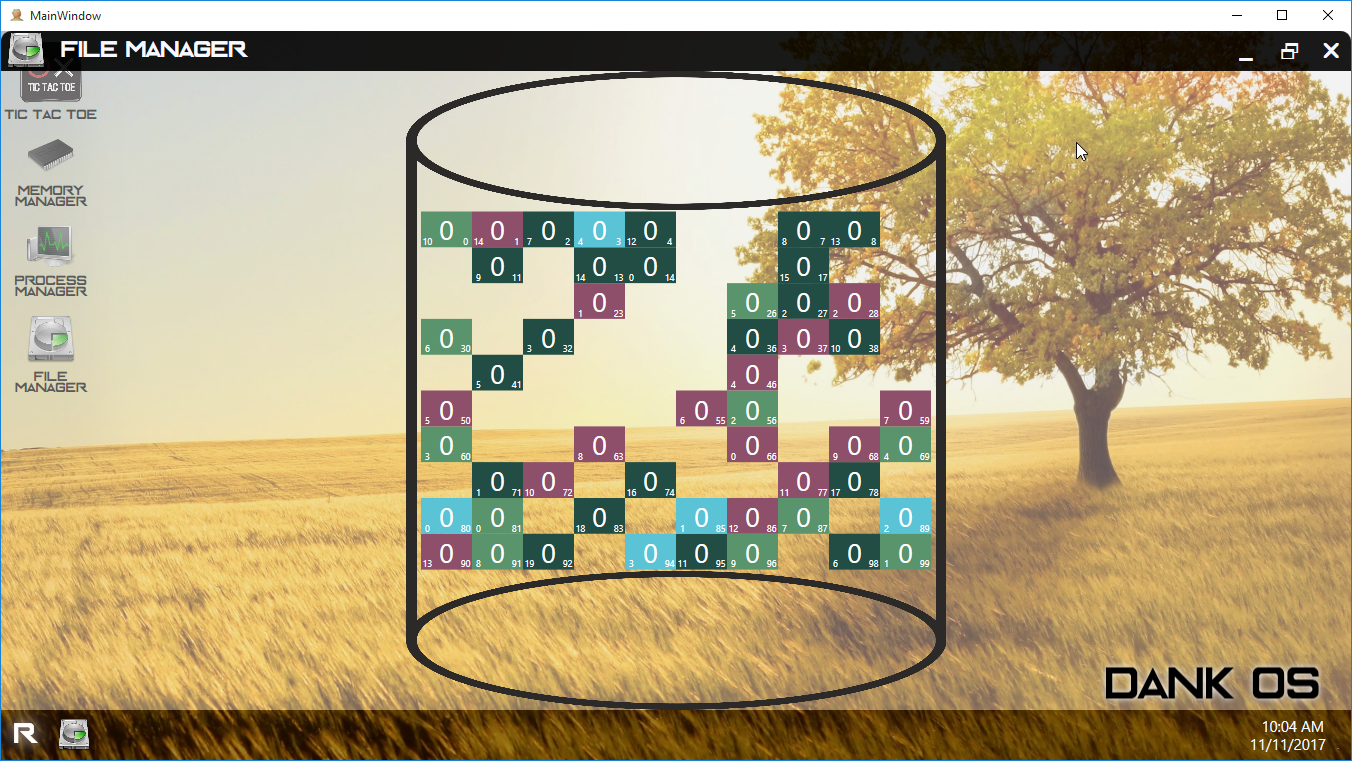 MainWindow
FILE MANAGER
TIC TAC TOE
TIC TAC TOE
MEMORY
MANAGER
PROCESS
MANAGER
FILE
MANAGER
0 0 0 0 0 0 0
10 0 14 1 7 2 4 3 12 4 8 7 13 8
0 0 0 0
9 11 14 13 0 14 15 17
0 0 0 0
1 23 5 26 2 27 2 28
0 0 0 0 0
6 30 3 32 4 36 3 37 10 38
0 0
5 41 4 46
0 0 0 0
5 50 6 55 2 56 7 59
0 0 0 0 0
3 60 8 63 0 66 9 68 4 69
0 0 0 0 0
1 71 10 72 16 74 11 77 17 78
0 0 0 0 0 0 0
0 80 0 81 18 83 1 85 12 86 7 87 2 89
0 0 0 0 0 0 0 0
13 90 8 91 19 92 3 94 11 95 9 96 6 98 1 99
DANK OS
R
10:04 AM
11/11/2017